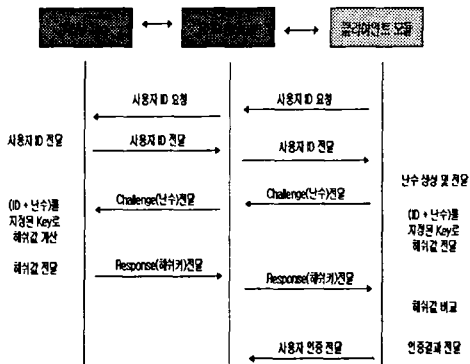 클라이언트 모듈
사용자 ID 요청
사용자 ID 요청
사용자 ID 전달
사용자 ID 전달
사용자 ID 전달
난수 생성 및 전달
Challenge(난수)전달
Challenge(난수)전달
(ID + 난수)를
지정된 Key로
해쉬값 계산
(ID + 난수)를
지정된 Key로
해쉬값 전달
해쉬값 전달
Response(해쉬키)전달
Response(해쉬키)전달
해쉬값 비교
사용자 인증 전달
인증결과 전달